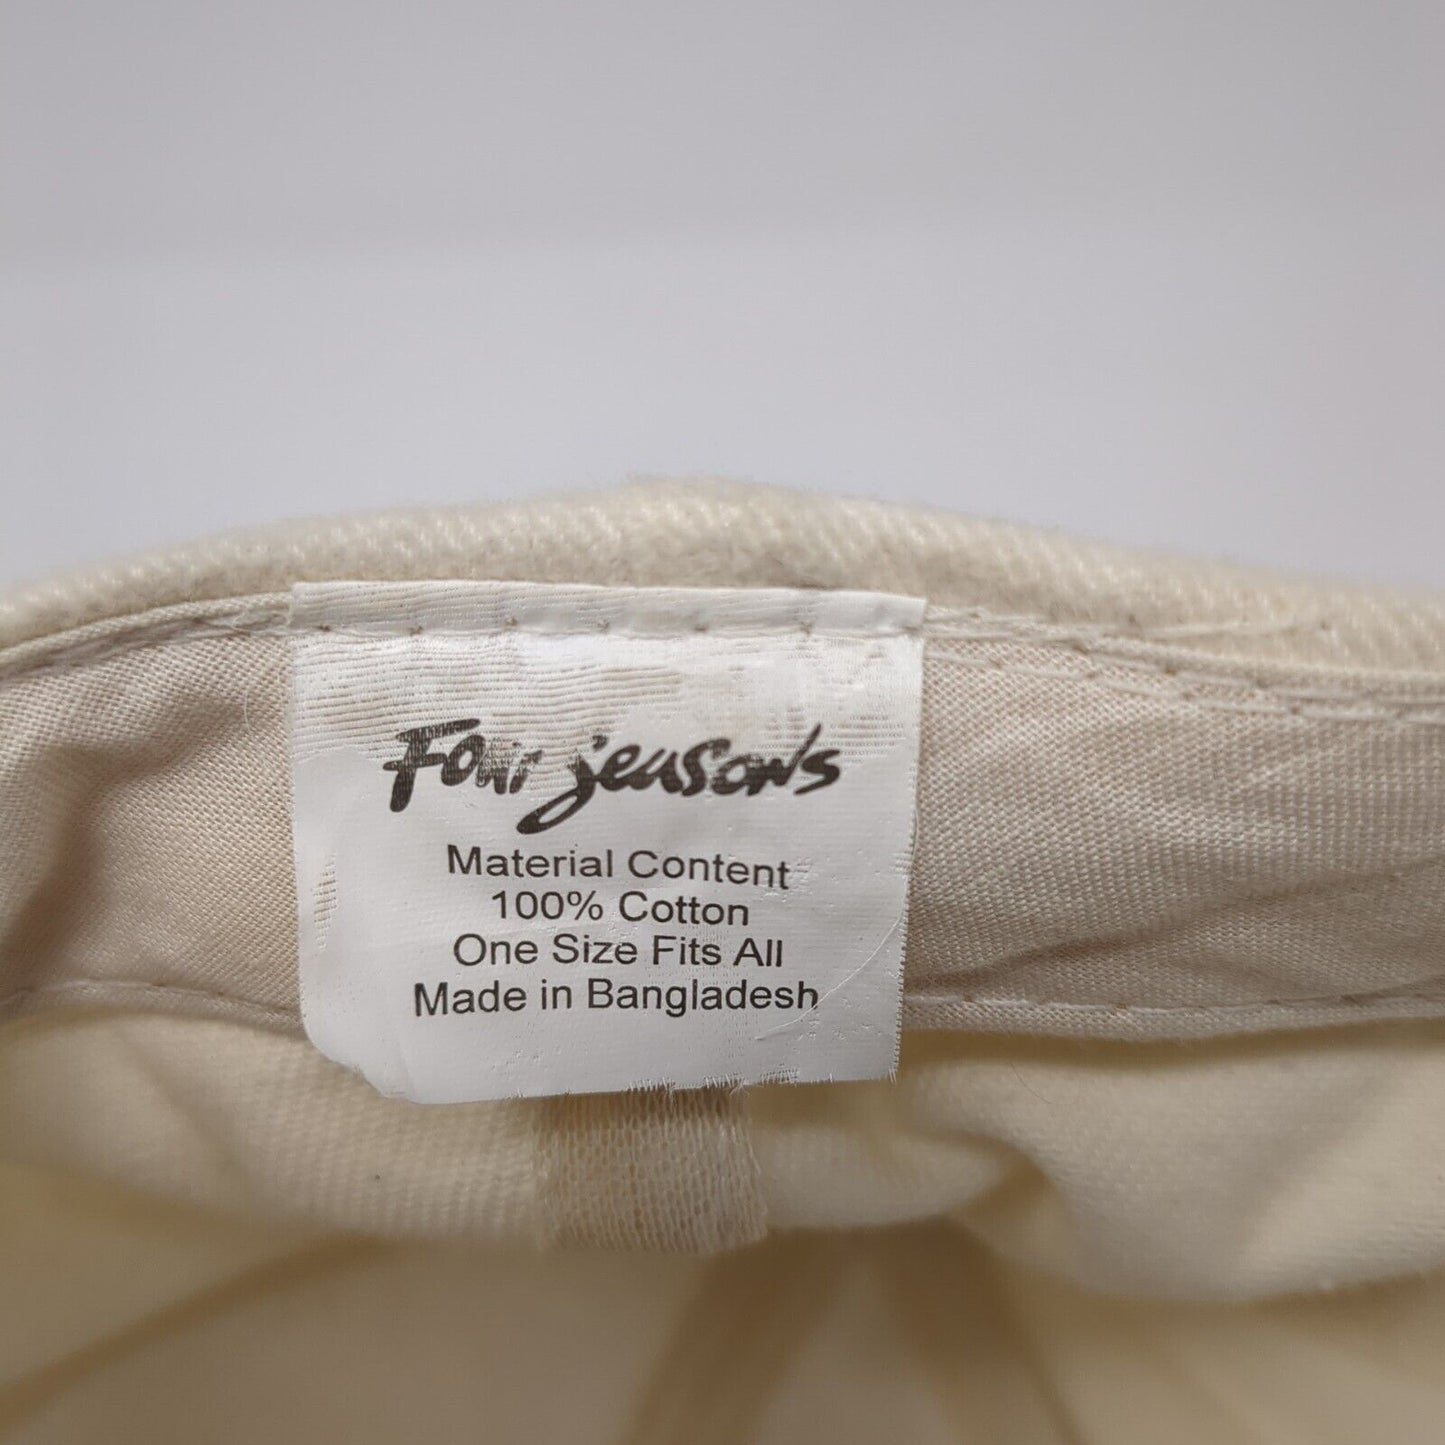 Four Seasons
Material Content
100% Cotton
One Size Fits All
Made in Bangladesh